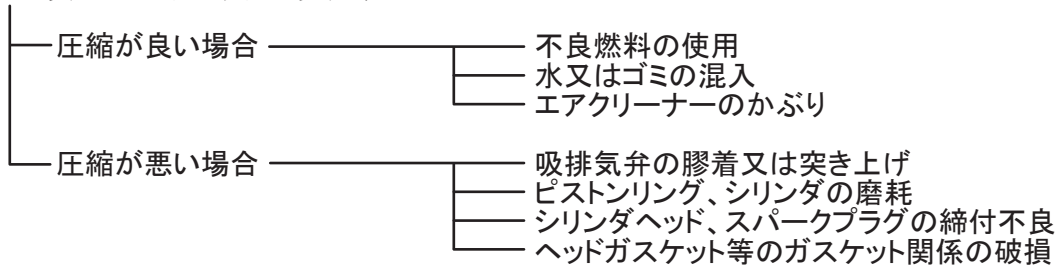 圧縮が良い場合
不良燃料の使用
水又はゴミの混入
エアクリーナーのかぶり
圧縮が悪い場合
吸排気弁の膠着又は突き上げ
ピストンリング、シリンダの磨耗
シリンダヘッド、スパークプラグの締付不良
ヘッドガスケット等のガスケット関係の破損